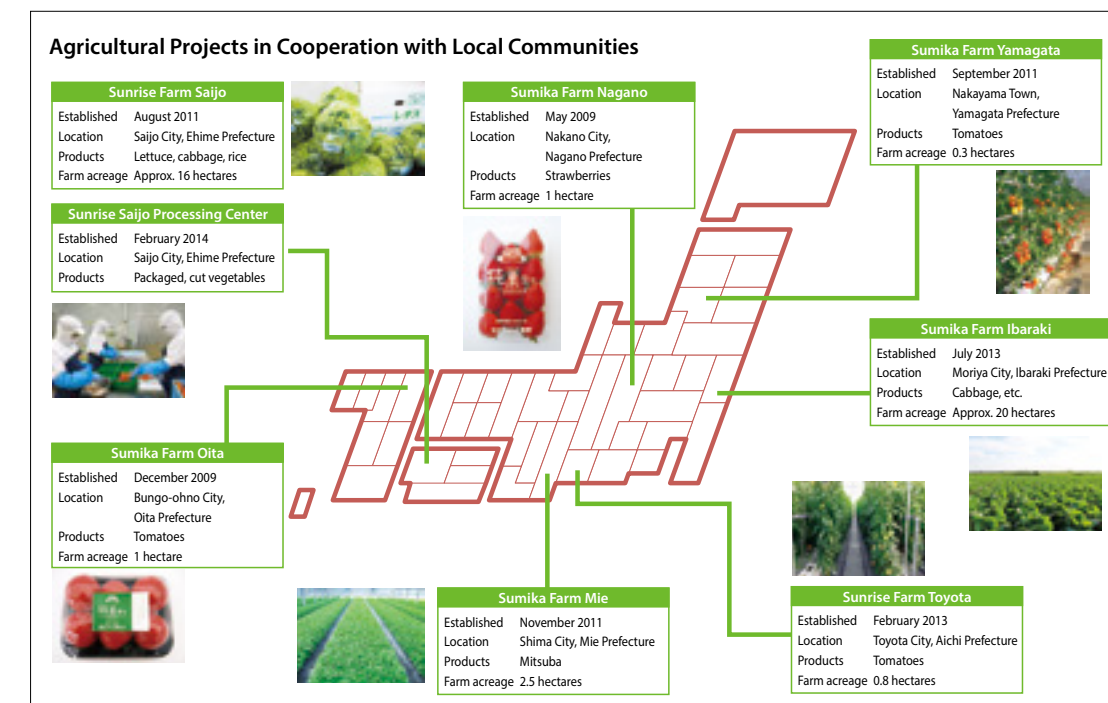 Agricultural Projects in Cooperation with Local Communities
Sunrise Farm Saijo
Established August 2011
Location Saijo City, Ehime Prefecture
Products Lettuce, cabbage, rice
Farm acreage Approx. 16 hectares
Sunrise Saijo Processing Center
Established February 2014
Location Saijo City, Ehime Prefecture
Products Packaged, cut vegetables
Sumika Farm Oita
Established December 2009
Location Bungo-ohno City,
Oita Prefecture
Products Tomatoes
Farm acreage 1 hectare
Sumika Farm Nagano
Established May 2009
Location Nakano City,
Nagano Prefecture
Products Strawberries
Farm acreage 1 hectare
Sumika Farm Yamagata
Established September 2011
Location Nakayama Town,
Yamagata Prefecture
Products Tomatoes
Farm acreage 0.3 hectares
Sumika Farm Ibaraki
Established July 2013
Location Moriya City, Ibaraki Prefecture
Products Cabbage, etc.
Farm acreage Approx. 20 hectares
Sumika Farm Mie
Established November 2011
Location Shima City, Mie Prefecture
Products Mitsuba
Farm acreage 2.5 hectares
Sunrise Farm Toyota
Established February 2013
Location Toyota City, Aichi Prefecture
Products Tomatoes
Farm acreage 0.8 hectares